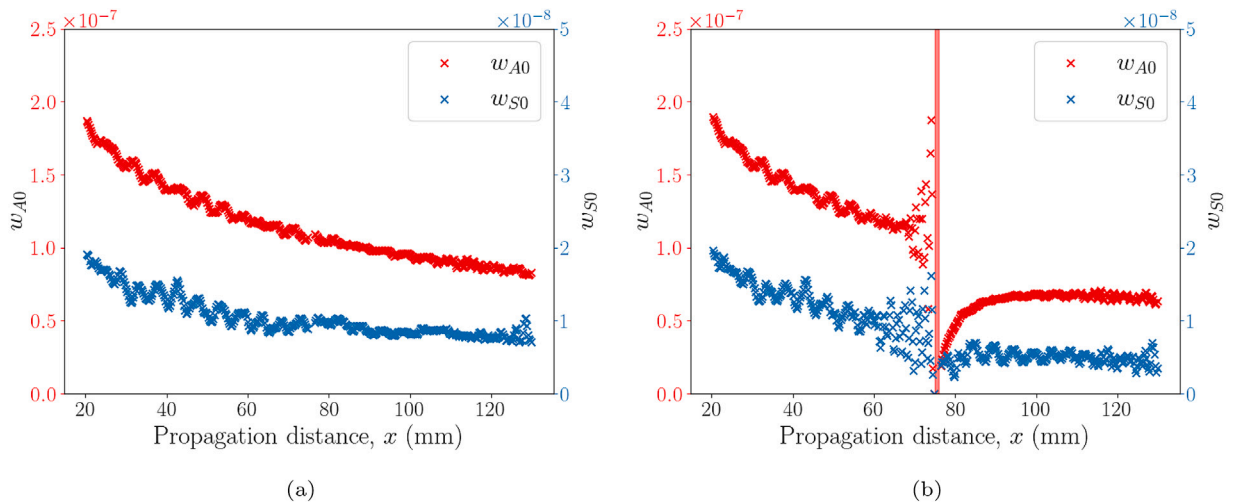 ×10⁻⁷ ×10⁻⁸
2.5 5
w_A0
w_S0
2.0 4
1.5 3
w_A0 w_S0
1.0 2
0.5 1
0.0 0
20 40 60 80 100 120
Propagation distance, x (mm)
(a)
×10⁻⁷ ×10⁻⁸
2.5 5
w_A0
w_S0
2.0 4
1.5 3
w_A0 w_S0
1.0 2
0.5 1
0.0 0
20 40 60 80 100 120
Propagation distance, x (mm)
(b)